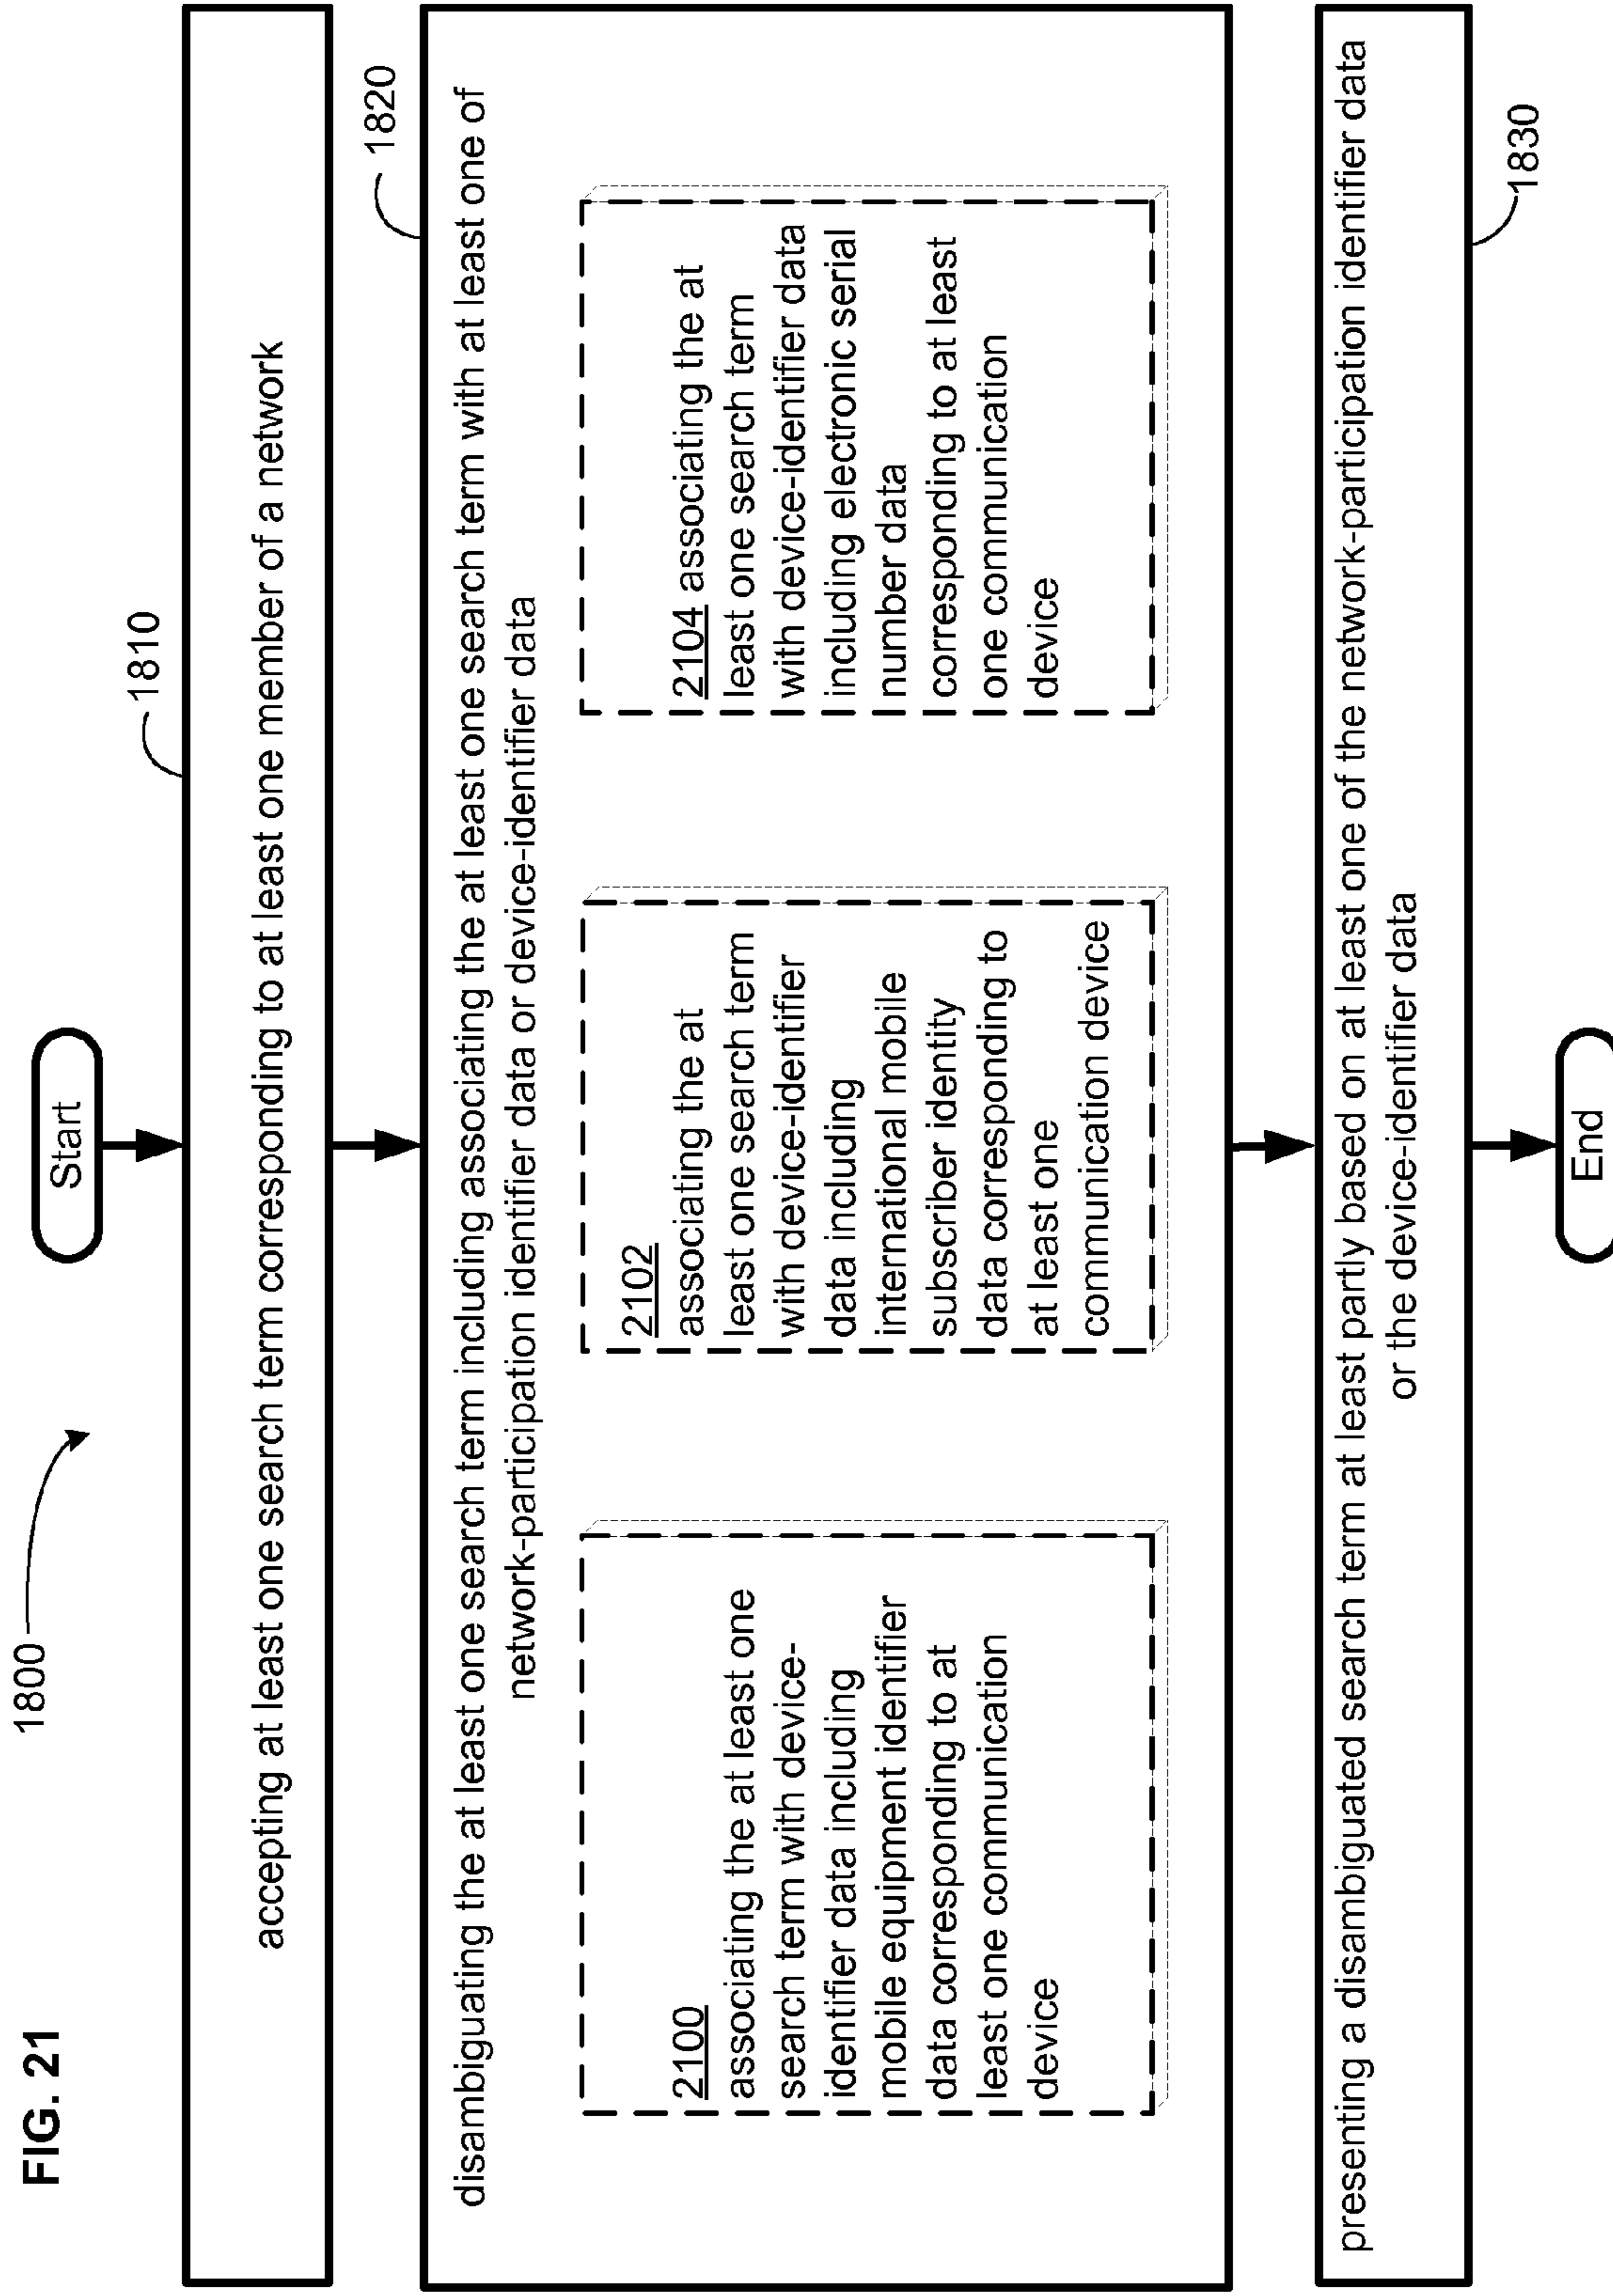 FIG. 21
1800
Start
1810
accepting at least one search term corresponding to at least one member of a network
1820
disambiguating the at least one search term including associating the at least one search term with at least one of
network-participation identifier data or device-identifier data
2100
associating the at least one
search term with device-
identifier data including
mobile equipment identifier
data corresponding to at
least one communication
device
2102
associating the at
least one search term
with device-identifier
data including
international mobile
subscriber identity
data corresponding to
at least one
communication device
2104 associating the at
least one search term
with device-identifier data
including electronic serial
number data
corresponding to at least
one communication
device
presenting a disambiguated search term at least partly based on at least one of the network-participation identifier data
or the device-identifier data
1830
End